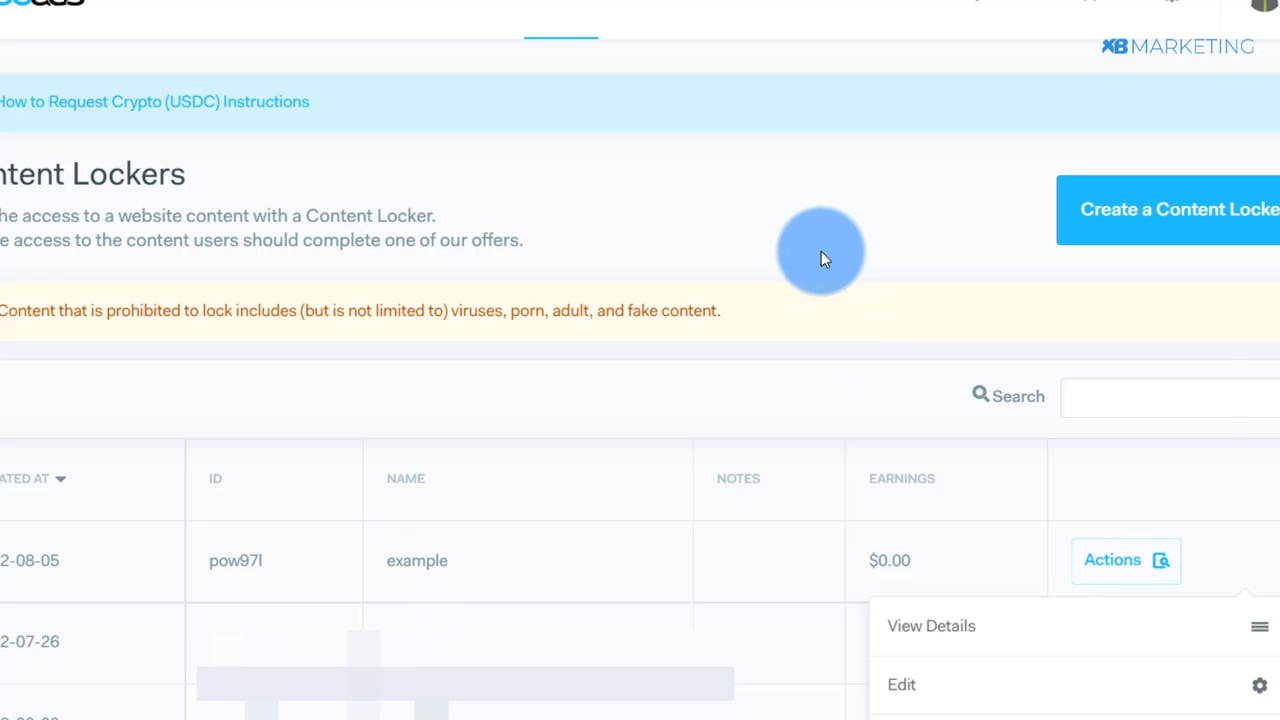 MARKETING
How to Request Crypto (USDC) Instructions
ntent Lockers
he access to a website content with a Content Locker.
e access to the content users should complete one of our offers.
Create a Content Locke
Content that is prohibited to lock includes (but is not limited to) viruses, porn, adult, and fake content.
Search
ATED AT ID NAME NOTES EARNINGS
2-08-05 pow97l example $0.00 Actions
View Details
2-07-26
Edit